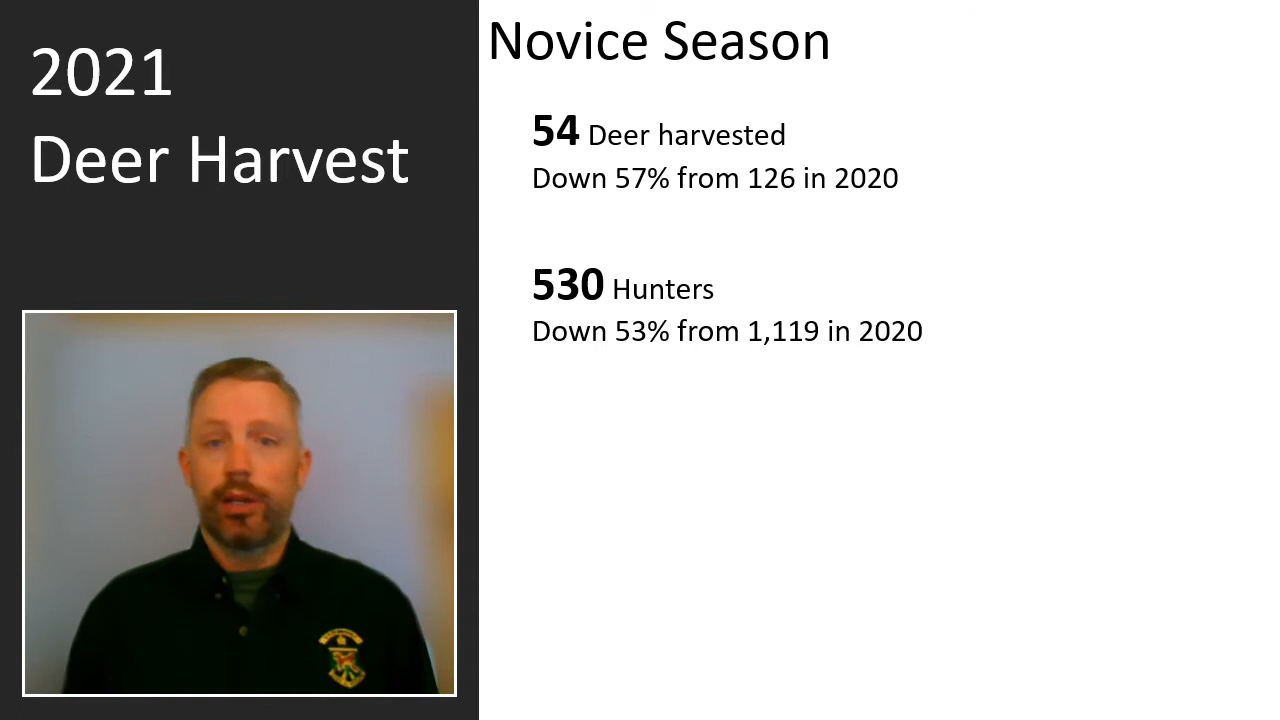 2021
Deer Harvest
Novice Season
54 Deer harvested
Down 57% from 126 in 2020
530 Hunters
Down 53% from 1,119 in 2020